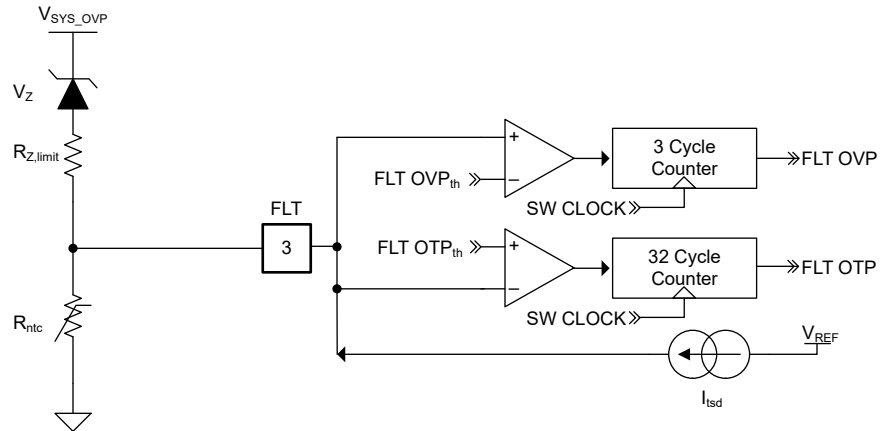 VSYS_OVP
VZ
RZ,limit
FLT
3
Rntc
+
−
FLT OVPth
3 Cycle
Counter
FLT OVP
SW CLOCK
FLT OTPth
+
−
32 Cycle
Counter
FLT OTP
SW CLOCK
VREF
Itsd